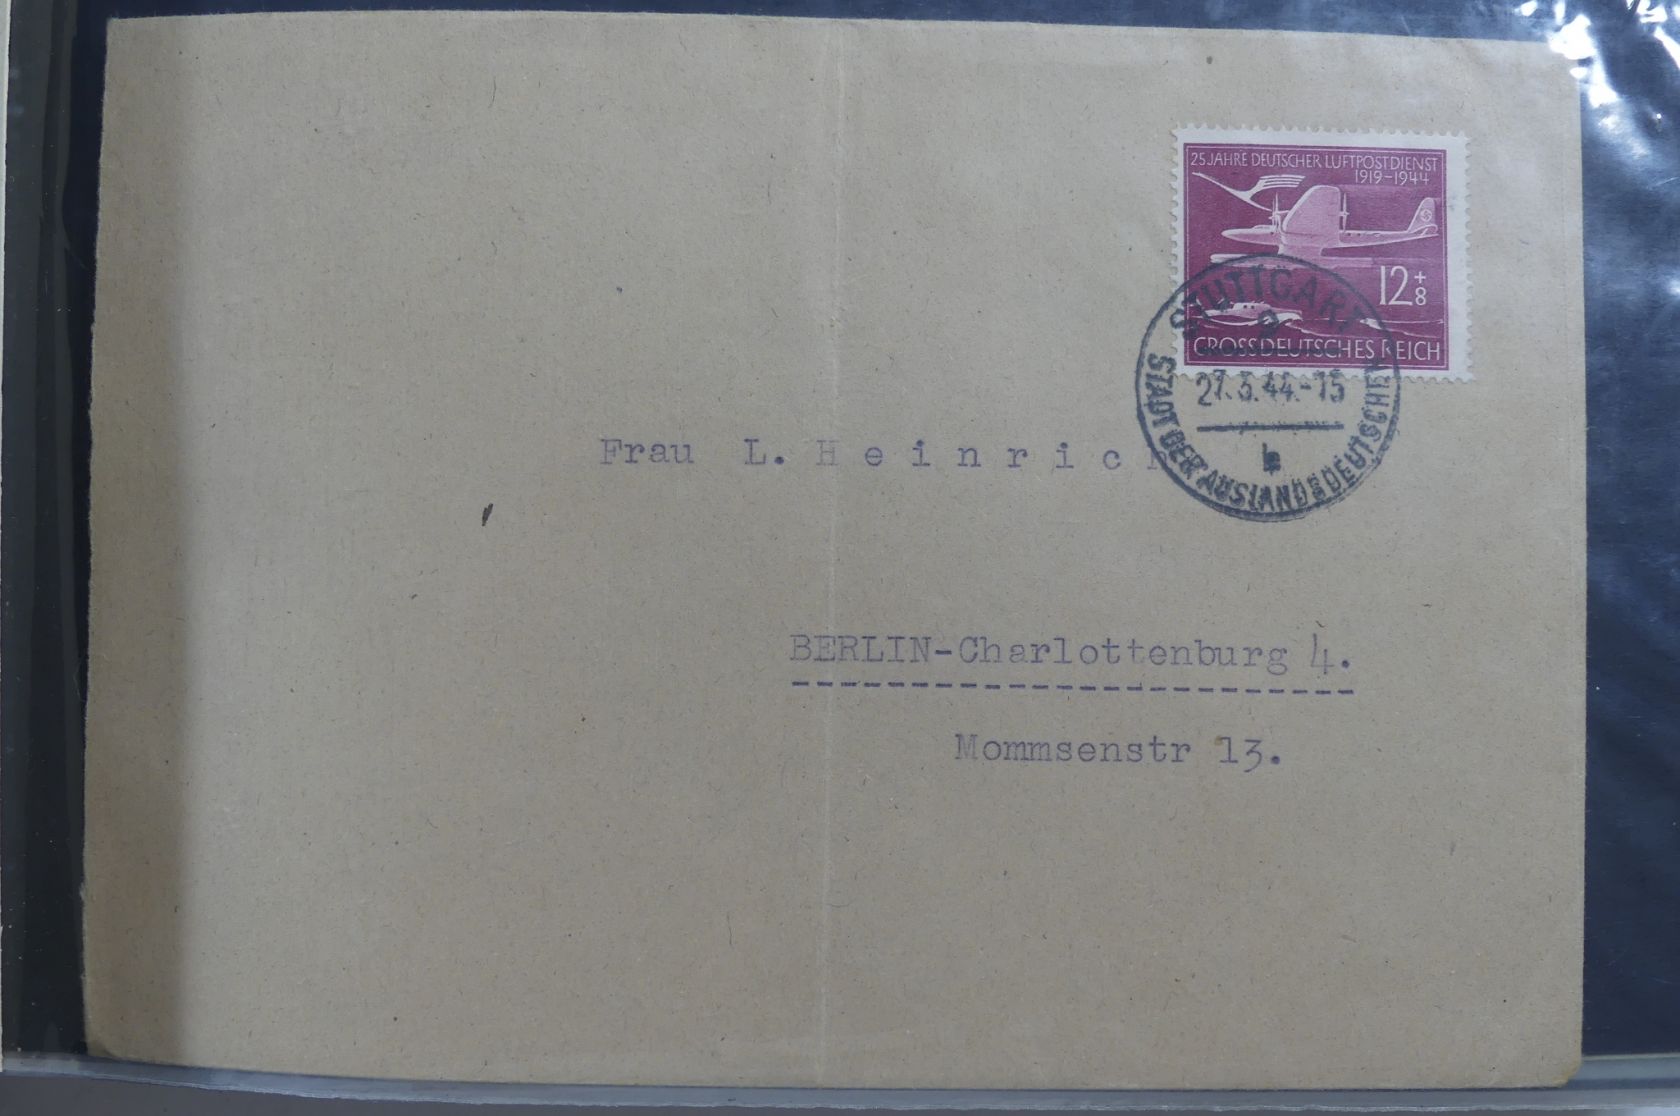 25 JAHRE DEUTSCHER LUFTPOSTDIENST
1919-1944
12+8
GROSSDEUTSCHES REICH
STUTTGART
9
27.3.44.-15
b
STADT DER AUSLANDSDEUTSCHEN
Frau L. Heinrich
BERLIN-Charlottenburg 4.
Mommsenstr 13.